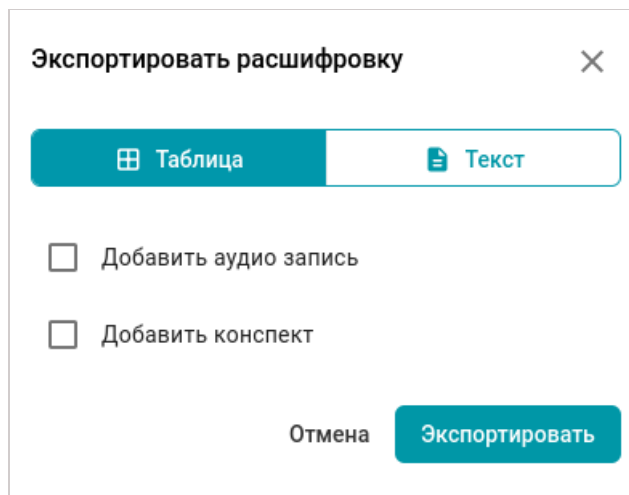 Экспортировать расшифровку
Таблица
Текст
Добавить аудио запись
Добавить конспект
Отмена
Экспортировать